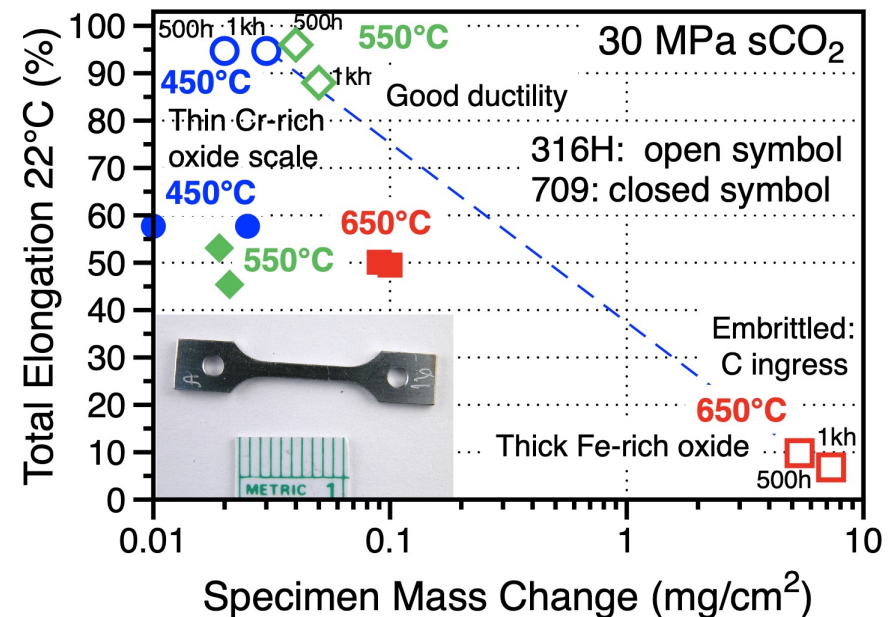 Total Elongation 22°C (%)
100
90
80
70
60
50
40
30
20
10
0
500h
1kh
500h
550°C
30 MPa sCO₂
450°C
1kh
Good ductility
Thin Cr-rich
oxide scale
316H: open symbol
709: closed symbol
450°C
650°C
550°C
Embrittled:
C ingress
650°C
Thick Fe-rich oxide
1kh
500h
METRIC 1
0.01
0.1
1
10
Specimen Mass Change (mg/cm²)